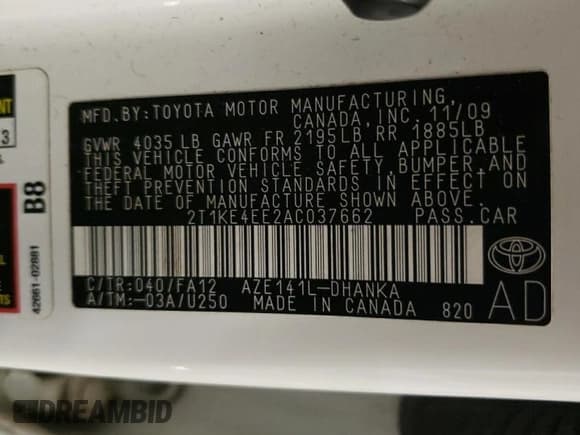 MFD.BY:TOYOTA MOTOR MANUFACTURING,
CANADA, INC. 11/09
GVWR 4035LB GAWR FR 2195LB, RR 1885LB
THIS VEHICLE CONFORMS TO ALL APPLICABLE
FEDERAL MOTOR VEHICLE SAFETY, BUMPER, AND
THEFT PREVENTION STANDARDS IN EFFECT ON
THE DATE OF MANUFACTURE SHOWN ABOVE.
2T1KE4EE2AC037662 PASS.CAR
C/TR:040/FA12 AZE141L-DHANKA
A/TM:-03A/U250 MADE IN CANADA 820
AD
B8
42661-02881
3
DREAMBID